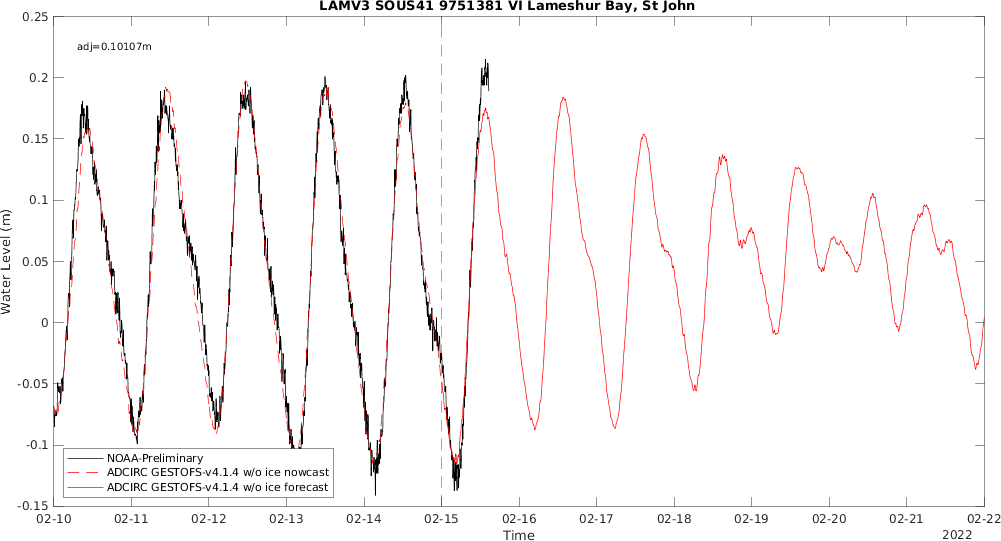 LAMV3 SOUS41 9751381 VI Lameshur Bay, St John
0.25
0.2
0.15
0.1
0.05
0
-0.05
-0.1
-0.15
Water Level (m)
adj=0.10107m
NOAA-Preliminary
ADCIRC GESTOFS-v4.1.4 w/o ice nowcast
ADCIRC GESTOFS-v4.1.4 w/o ice forecast
02-10 02-11 02-12 02-13 02-14 02-15 02-16 02-17 02-18 02-19 02-20 02-21 02-22
Time
2022